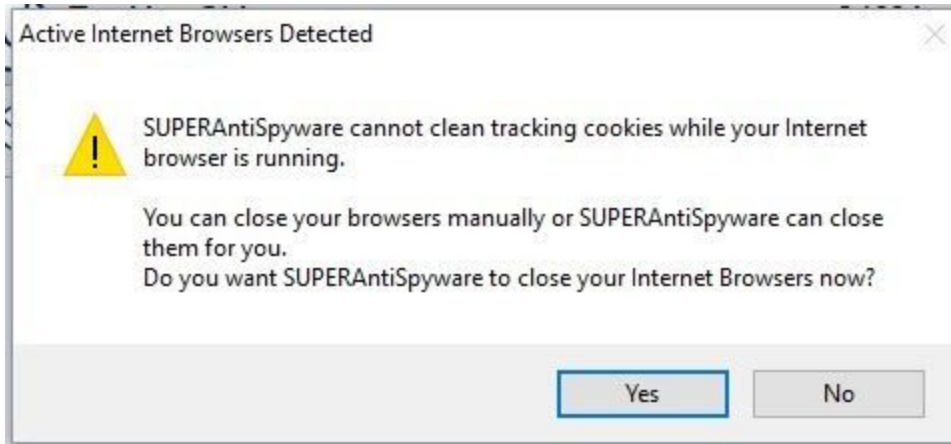 Active Internet Browsers Detected
SUPERAntiSpyware cannot clean tracking cookies while your Internet
browser is running.
You can close your browsers manually or SUPERAntiSpyware can close
them for you.
Do you want SUPERAntiSpyware to close your Internet Browsers now?
Yes
No